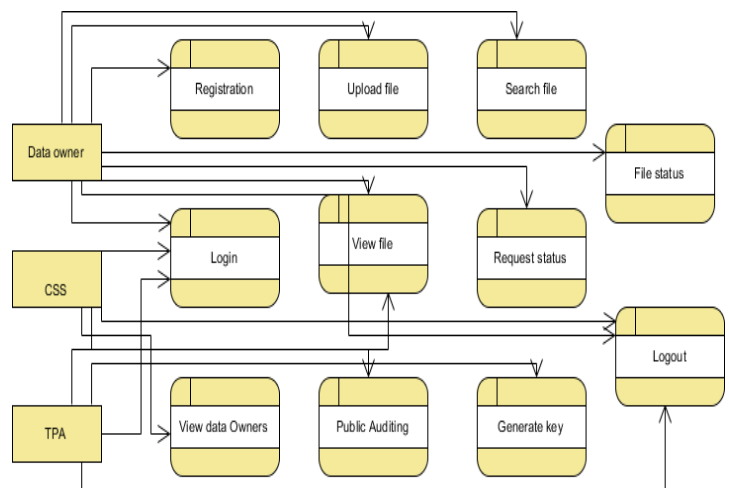 Registration
Upload file
Search file
Data owner
File status
Login
View file
Request status
CSS
Logout
TPA
View data Owners
Public Auditing
Generate key